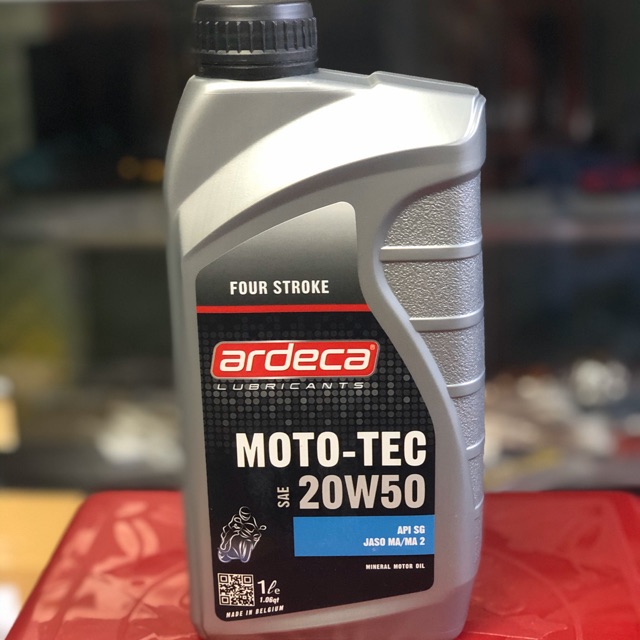 FOUR STROKE
ardeca®
LUBRICANTS
MOTO-TEC
SAE 20W50
API SG
JASO MA/MA 2
MINERAL MOTOR OIL
1 ℓ e
1.06qt
MADE IN BELGIUM